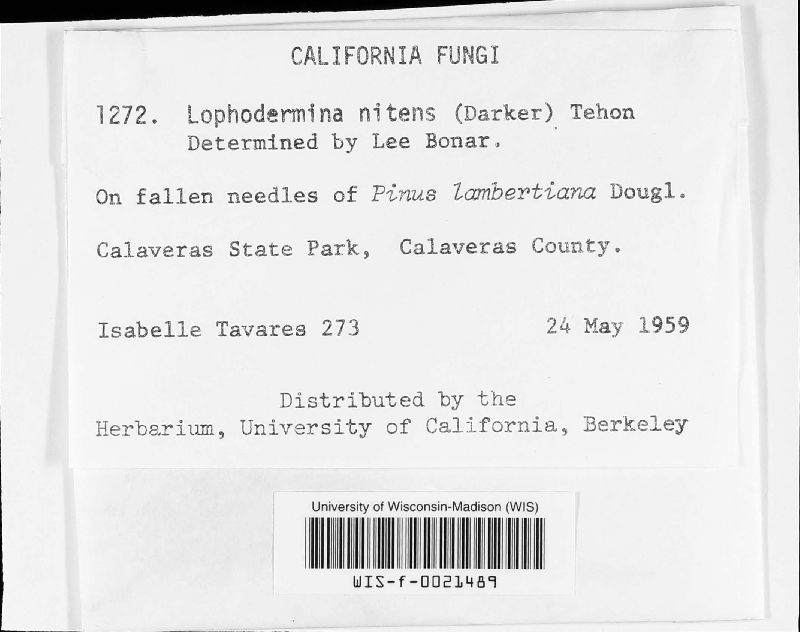 CALIFORNIA FUNGI
1272. Lophodermina nitens (Darker) Tehon
Determined by Lee Bonar.
On fallen needles of Pinus lambertiana Dougl.
Calaveras State Park, Calaveras County.
Isabelle Tavares 273 24 May 1959
Distributed by the
Herbarium, University of California, Berkeley
University of Wisconsin-Madison (WIS)
WIS-f-0021489